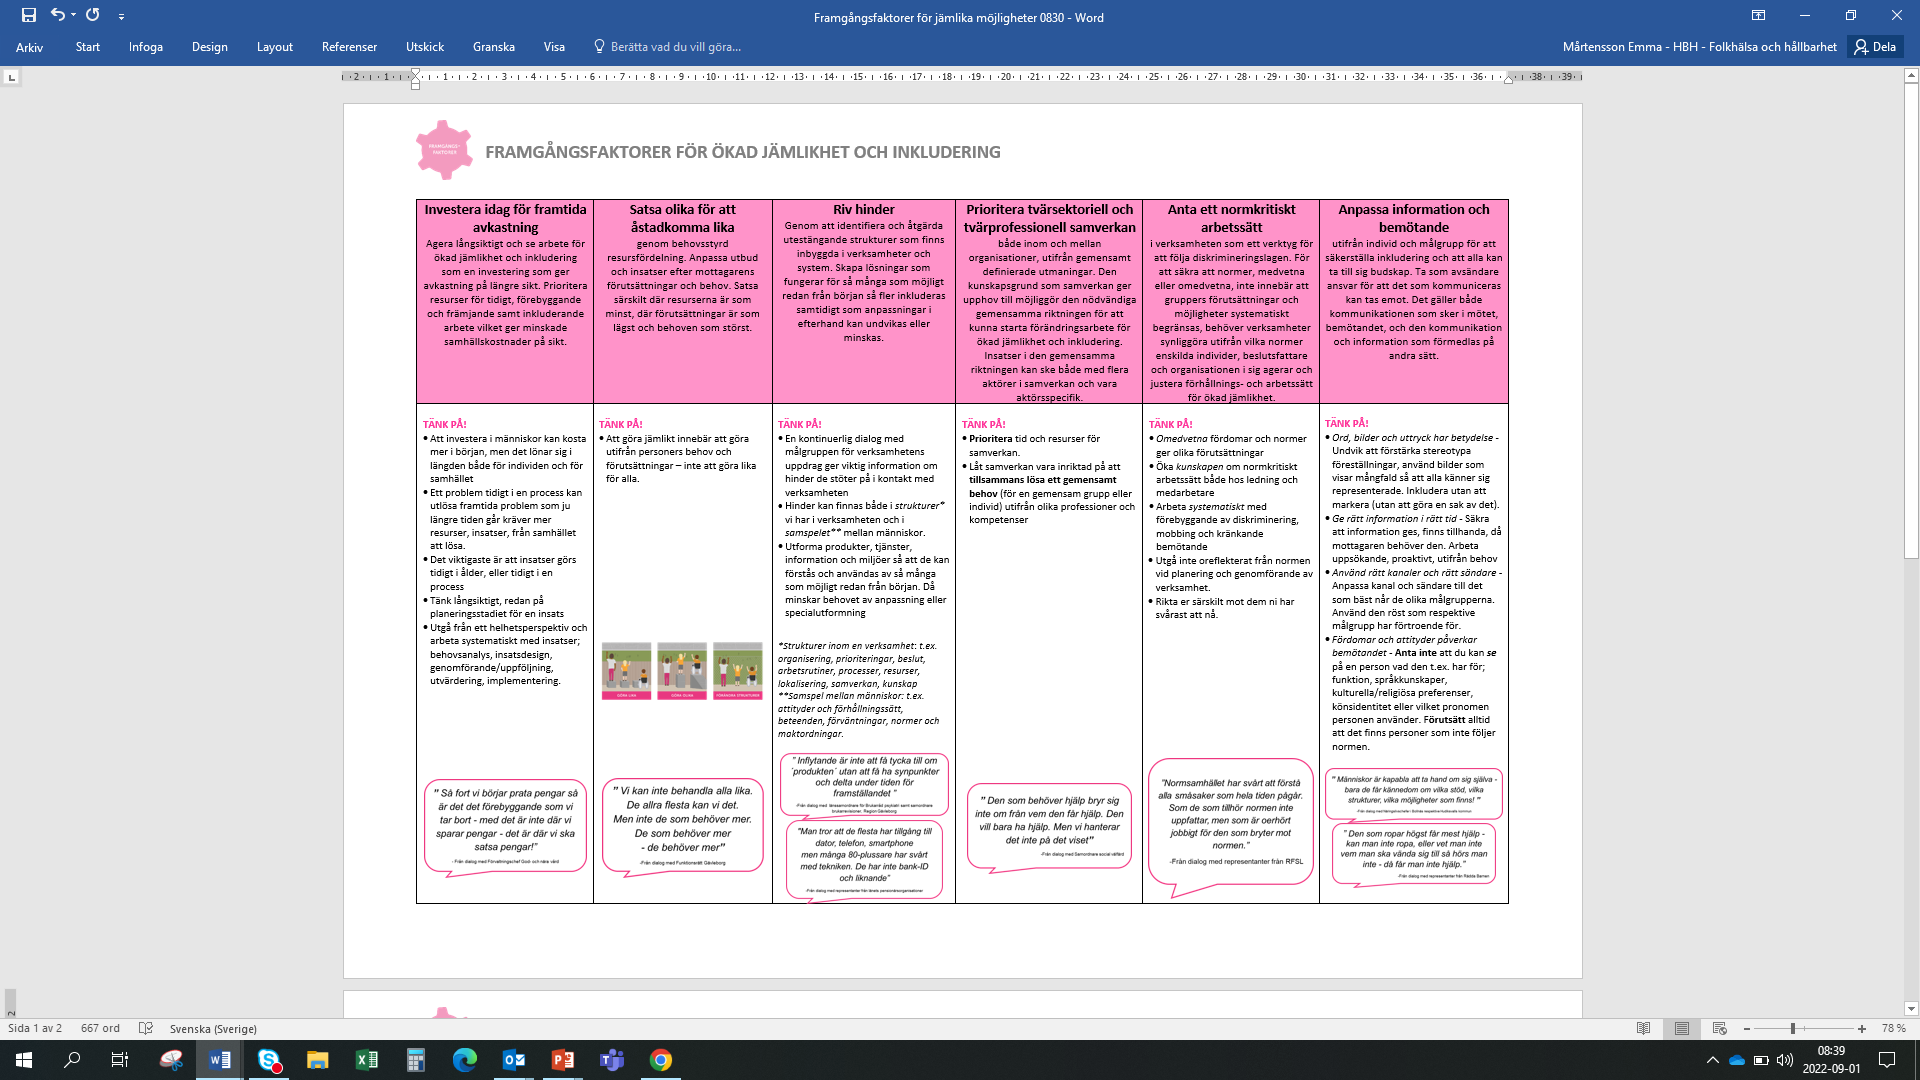 Framgångsfaktorer för jämlika möjligheter 0830 - Word
Arkiv Start Infoga Design Layout Referenser Utskick Granska Visa Berätta vad du vill göra...
Mårtensson Emma - HBH - Folkhälsa och hållbarhet Dela
FRAMGÅNGS-
FAKTORER
FRAMGÅNGSFAKTORER FÖR ÖKAD JÄMLIKHET OCH INKLUDERING
Investera idag för framtida
avkastning
Agera långsiktigt och se arbete för
ökad jämlikhet och inkludering
som en investering som ger
avkastning på längre sikt. Prioritera
resurser för tidigt, förebyggande
och främjande samt inkluderande
arbete vilket ger minskade
samhällskostnader på sikt.
Satsa olika för att
åstadkomma lika
genom behovsstyrd
resursfördelning. Anpassa utbud
och insatser efter mottagarens
förutsättningar och behov. Satsa
särskilt där resurserna är som
minst, där förutsättningar är som
lägst och behoven som störst.
Riv hinder
Genom att identifiera och åtgärda
utestängande strukturer som finns
inbyggda i verksamheter och
system. Skapa lösningar som
fungerar för så många som möjligt
redan från början så fler inkluderas
samtidigt som anpassningar i
efterhand kan undvikas eller
minskas.
Prioritera tvärsektoriell och
tvärprofessionell samverkan
både inom och mellan
organisationer, utifrån gemensamt
definierade utmaningar. Den
kunskapsgrund som samverkan ger
upphov till möjliggör den nödvändiga
gemensamma riktningen för att
kunna starta förändringsarbete för
ökad jämlikhet och inkludering.
Insatser i den gemensamma
riktningen kan ske både med flera
aktörer i samverkan och vara
aktörsspecifik.
Anta ett normkritiskt
arbetssätt
i verksamheten som ett verktyg för
att följa diskrimineringslagen. För
att säkra att normer, medvetna
eller omedvetna, inte innebär att
gruppers förutsättningar och
möjligheter systematiskt
begränsas, behöver verksamheter
synliggöra utifrån vilka normer
enskilda individer, beslutsfattare
och organisationen i sig agerar och
justera förhållnings- och arbetssätt
för ökad jämlikhet.
Anpassa information och
bemötande
utifrån individ och målgrupp för att
säkerställa inkludering och att alla kan
ta till sig budskap. Ta som avsändare
ansvar för att det som kommuniceras
kan tas emot. Det gäller både
kommunikationen som sker i mötet,
bemötandet, och den kommunikation
och information som förmedlas på
andra sätt.
TÄNK PÅ!
• Att investera i människor kan kosta
mer i början, men det lönar sig i
längden både för individen och för
samhället
• Ett problem tidigt i en process kan
utlösa framtida problem som ju
längre tiden går kräver mer
resurser, insatser, från samhället
att lösa.
• Det viktigaste är att insatser görs
tidigt i ålder, eller tidigt i en
process
• Tänk långsiktigt, redan på
planeringsstadiet för en insats
• Utgå från ett helhetsperspektiv och
arbeta systematiskt med insatser;
behovsanalys, insatsdesign,
genomförande/uppföljning,
utvärdering, implementering.
" Så fort vi börjar prata pengar så
är det det förebyggande som vi
tar bort - med det är inte där vi
sparar pengar - det är där vi ska
satsa pengar!"
- Från dialog med Förvaltningschef God och nära vård
TÄNK PÅ!
• Att göra jämlikt innebär att göra
utifrån personers behov och
förutsättningar – inte att göra lika
för alla.
GÖRA LIKA GÖRA OLIKA FÖRÄNDRA STRUKTURER
" Vi kan inte behandla alla lika.
De allra flesta kan vi det.
Men inte de som behöver mer.
De som behöver mer
- de behöver mer"
-Från dialog med Funktionsrätt Gävleborg
TÄNK PÅ!
• En kontinuerlig dialog med
målgruppen för verksamhetens
uppdrag ger viktig information om
hinder de stöter på i kontakt med
verksamheten
• Hinder kan finnas både i strukturer*
vi har i verksamheten och i
samspelet** mellan människor.
• Utforma produkter, tjänster,
information och miljöer så att de kan
förstås och användas av så många
som möjligt redan från början. Då
minskar behovet av anpassning eller
specialutformning
*Strukturer inom en verksamhet: t.ex.
organisering, prioriteringar, beslut,
arbetsrutiner, processer, resurser,
lokalisering, samverkan, kunskap
**Samspel mellan människor: t.ex.
attityder och förhållningssätt,
beteenden, förväntningar, normer och
maktordningar.
" Inflytande är inte att få tycka till om
´produkten´ utan att få ha synpunkter
och delta under tiden för
framställandet "
"Man tror att de flesta har tillgång till
dator, telefon, smartphone
men många 80-plussare har svårt
med tekniken. De har inte bank-ID
och liknande"
-Från dialog med representanter från länets pensionärsorganisationer
TÄNK PÅ!
• Prioritera tid och resurser för
samverkan.
• Låt samverkan vara inriktad på att
tillsammans lösa ett gemensamt
behov (för en gemensam grupp eller
individ) utifrån olika professioner och
kompetenser
" Den som behöver hjälp bryr sig
inte om från vem den får hjälp. Den
vill bara ha hjälp. Men vi hanterar
det inte på det viset"
-Från dialog med Samordnare social välfärd
TÄNK PÅ!
• Omedvetna fördomar och normer
ger olika förutsättningar
• Öka kunskapen om normkritiskt
arbetssätt både hos ledning och
medarbetare
• Arbeta systematiskt med
förebyggande av diskriminering,
mobbing och kränkande
bemötande
• Utgå inte oreflekterat från normen
vid planering och genomförande av
verksamhet.
• Rikta er särskilt mot dem ni har
svårast att nå.
"Normsamhället har svårt att förstå
alla småsaker som hela tiden pågår.
Som de som tillhör normen inte
uppfattar, men som är oerhört
jobbigt för den som bryter mot
normen."
-Från dialog med representanter från RFSL
TÄNK PÅ!
• Ord, bilder och uttryck har betydelse -
Undvik att förstärka stereotypa
föreställningar, använd bilder som
visar mångfald så att alla känner sig
representerade. Inkludera utan att
markera (utan att göra en sak av det).
• Ge rätt information i rätt tid - Säkra
att information ges, finns tillhanda, då
mottagaren behöver den. Arbeta
uppsökande, proaktivt, utifrån behov
• Använd rätt kanaler och rätt sändare -
Anpassa kanal och sändare till det
som bäst når de olika målgrupperna.
Använd den röst som respektive
målgrupp har förtroende för.
• Fördomar och attityder påverkar
bemötandet - Anta inte att du kan se
på en person vad den t.ex. har för;
funktion, språkkunskaper,
kulturella/religiösa preferenser,
könsidentitet eller vilket pronomen
personen använder. Förutsätt alltid
att det finns personer som inte följer
normen.
" Människor är kapabla att ta hand om sig själva -
bara de får kännedom om vilka stöd, vilka
strukturer, vilka möjligheter som finns! "
" Den som ropar högst får mest hjälp -
kan man inte ropa, eller vet man inte
vem man ska vända sig till så hörs man
inte - då får man inte hjälp."
-Från dialog med representanter från Rädda Barnen
Sida 1 av 2 667 ord Svenska (Sverige) 78 %
08:39
2022-09-01